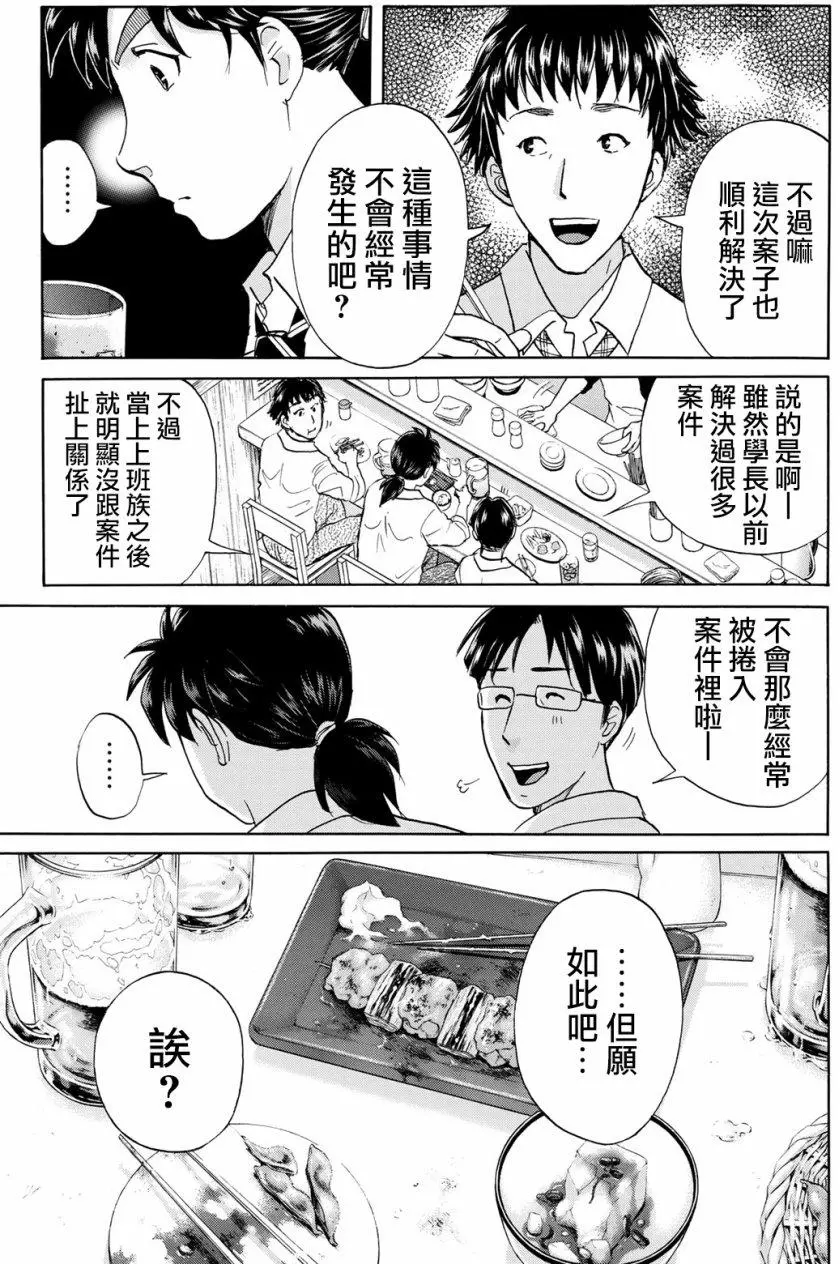 不過嘛
這次案子也
順利解決了
這種事情
不會經常
發生的吧？
……
説的是啊ー
雖然學長以前
解決過很多
案件
不過
當上上班族之後
就明顯沒跟案件
扯上關係了
不會那麼經常
被捲入
案件裡啦ー
……
……但願
如此吧…
誒？